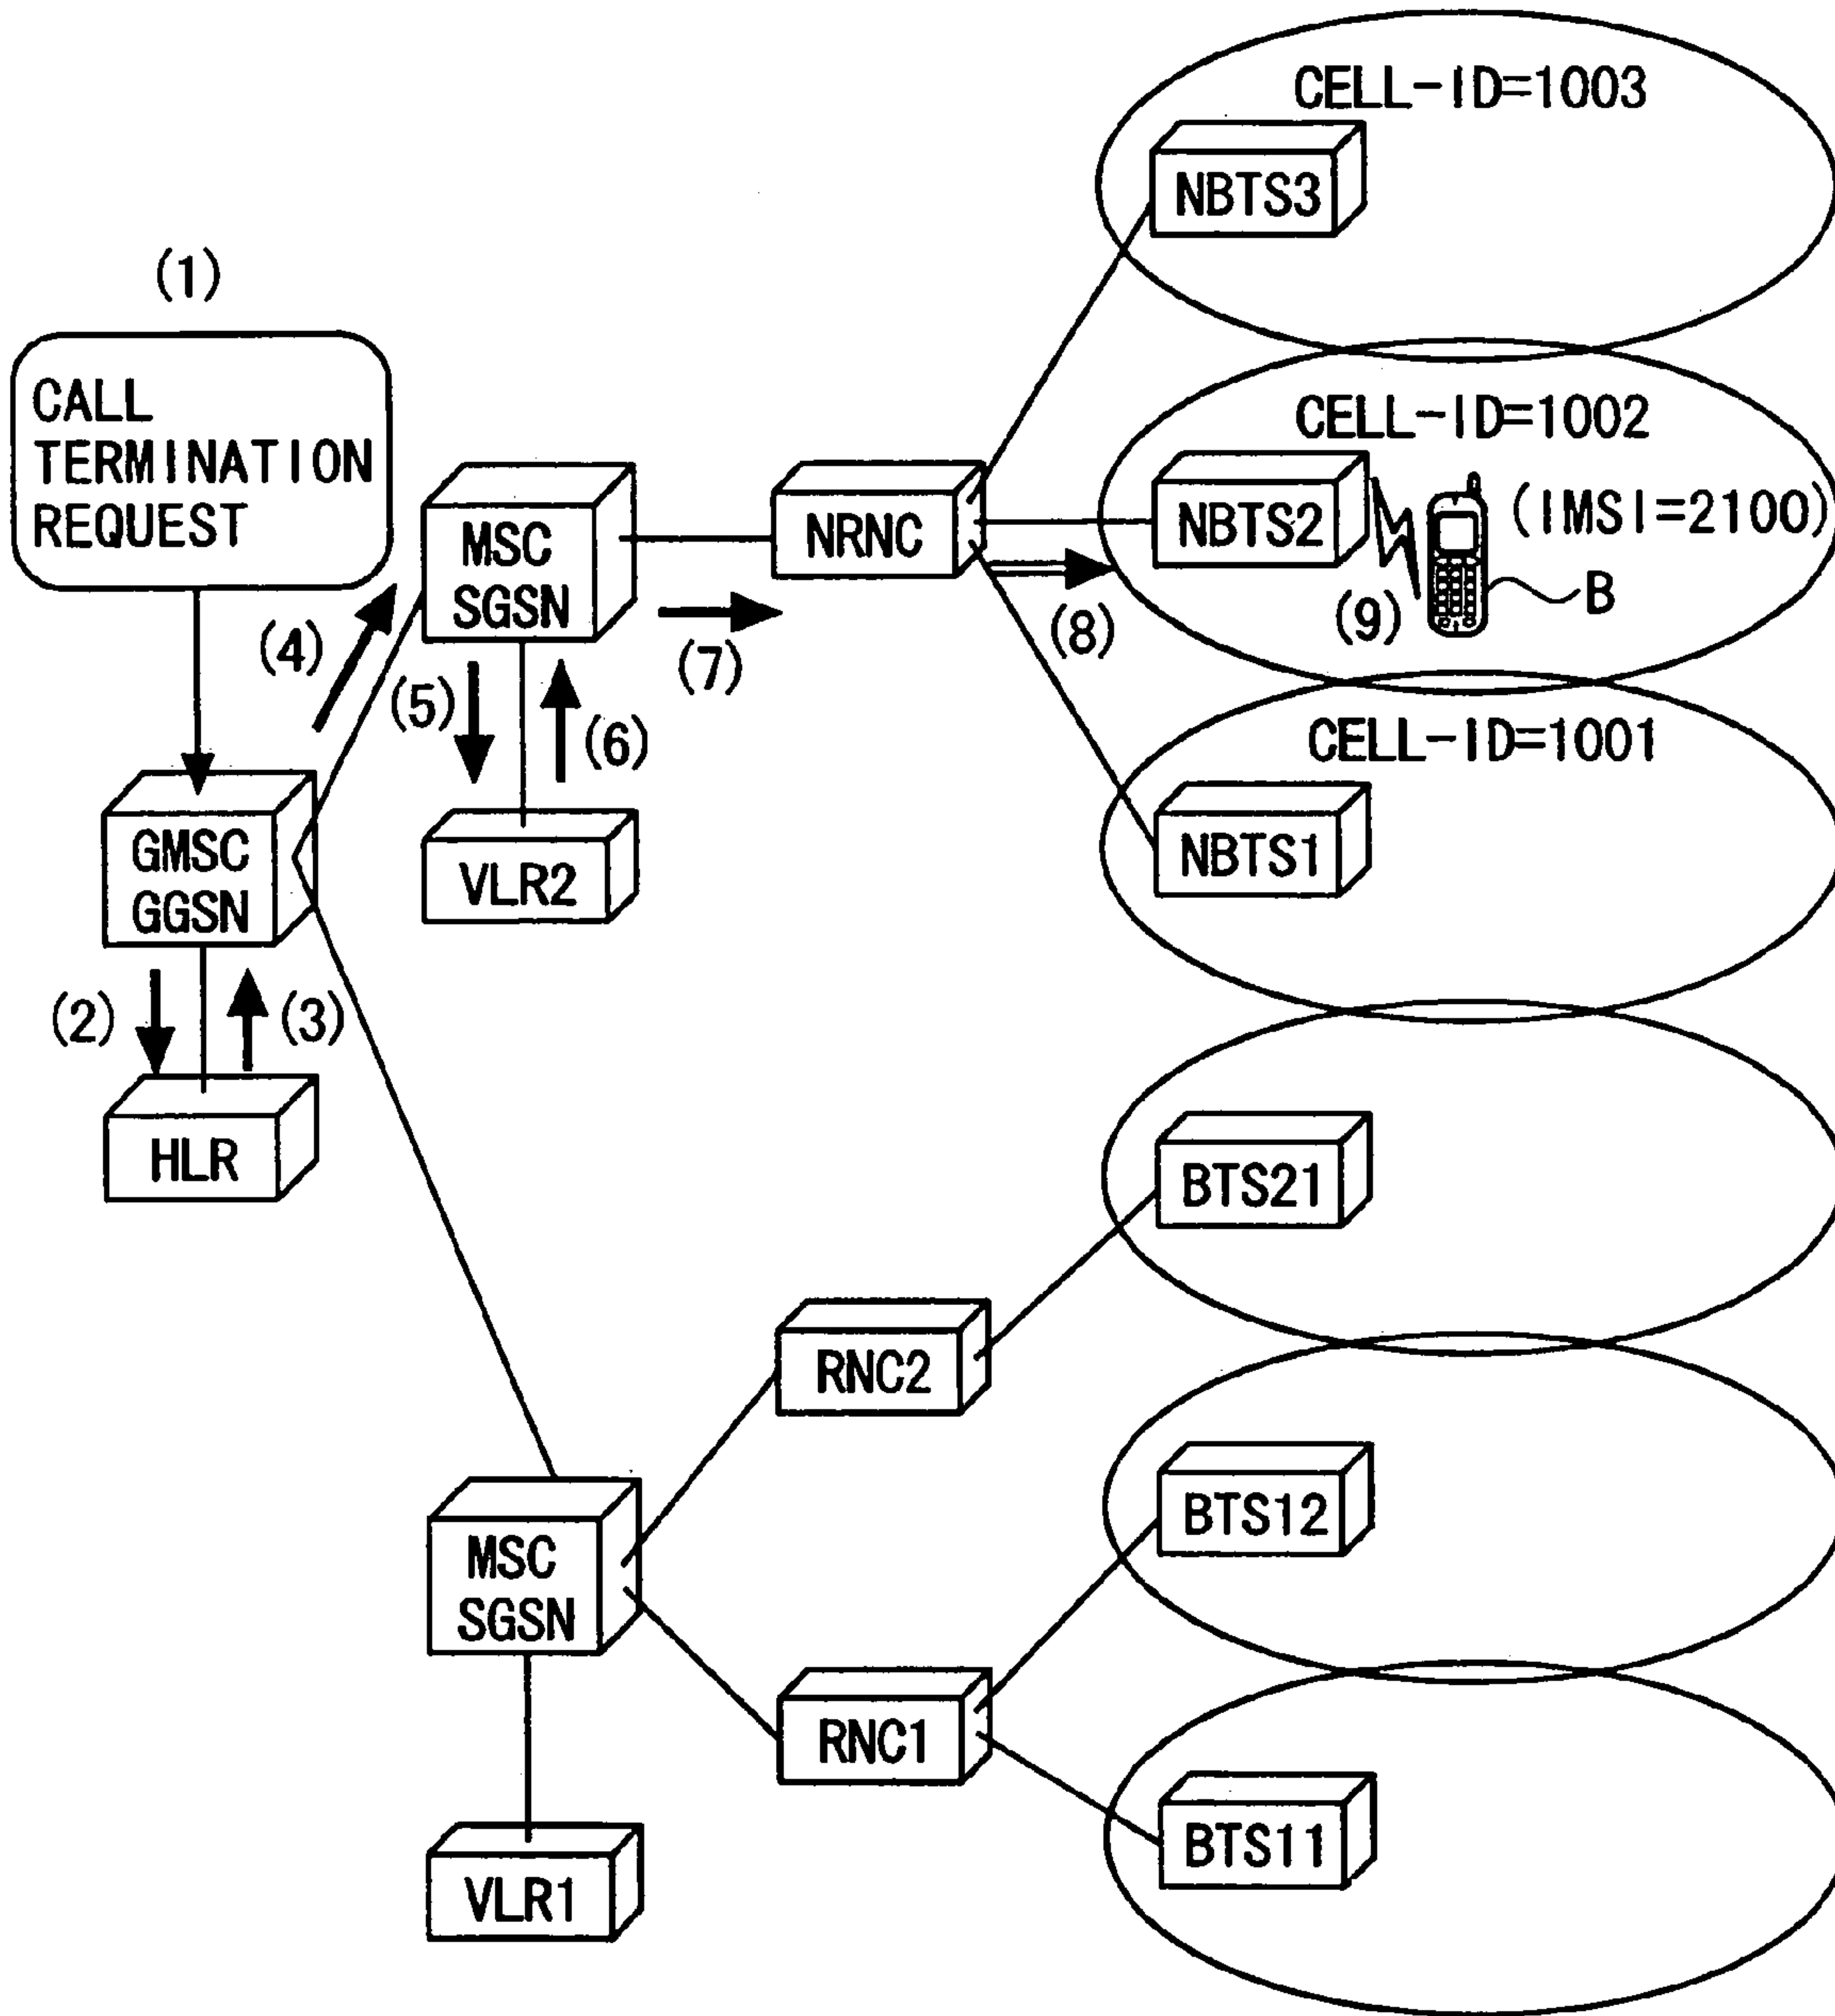 CELL-ID=1003
NBTS3
(1)
CALL
TERMINATION
REQUEST
CELL-ID=1002
MSC
SGSN
NRNC
NBTS2
(IMSI=2100)
(4)
(5)
(6)
(7)
(8)
(9)
B
CELL-ID=1001
GMSC
GGSN
VLR2
NBTS1
(2)
(3)
HLR
BTS21
RNC2
MSC
SGSN
BTS12
RNC1
BTS11
VLR1